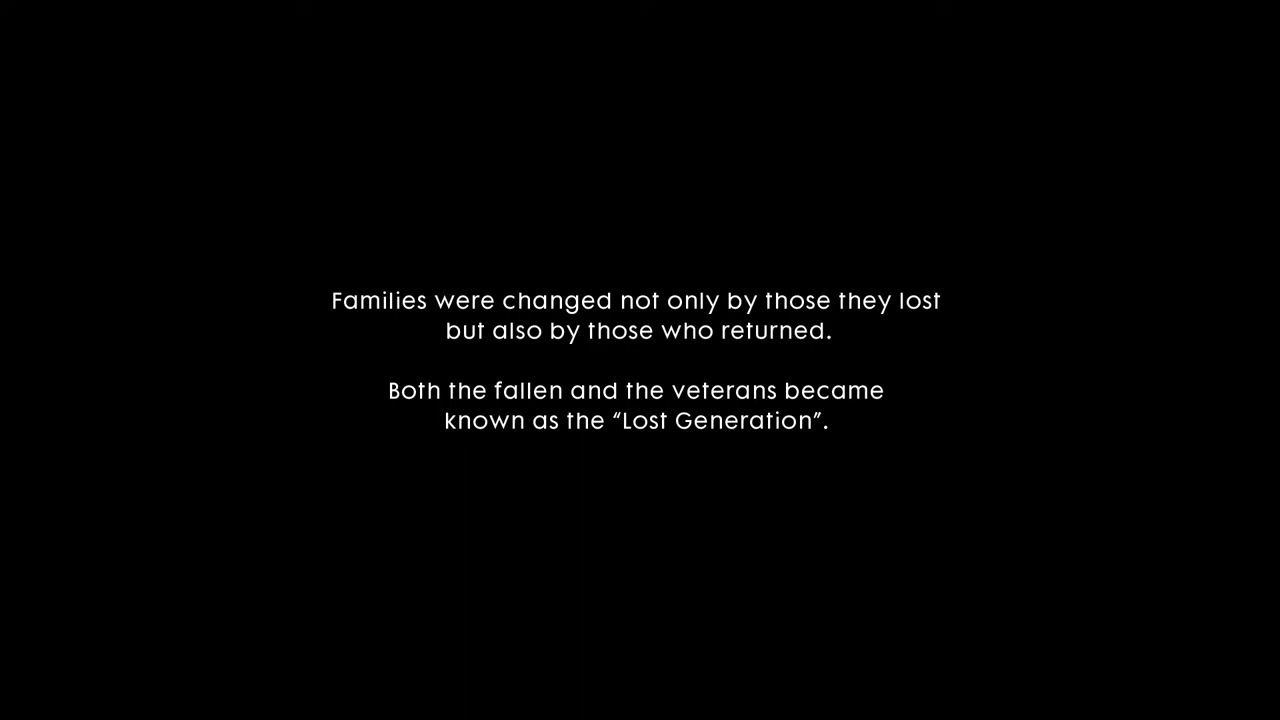 Families were changed not only by those they lost
but also by those who returned.
Both the fallen and the veterans became
known as the “Lost Generation”.